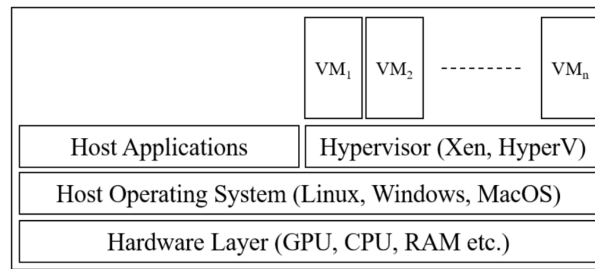 VM₁ VM₂ VMₙ
Host Applications Hypervisor (Xen, HyperV)
Host Operating System (Linux, Windows, MacOS)
Hardware Layer (GPU, CPU, RAM etc.)